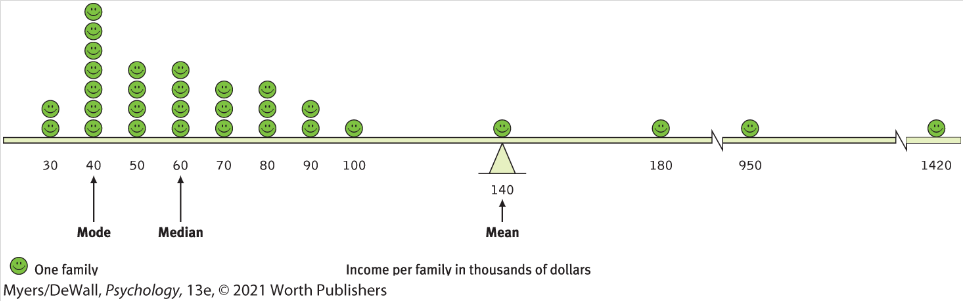 30 40 50 60 70 80 90 100 180 950 1420
140
Mode Median Mean
One family Income per family in thousands of dollars
Myers/DeWall, Psychology, 13e, © 2021 Worth Publishers